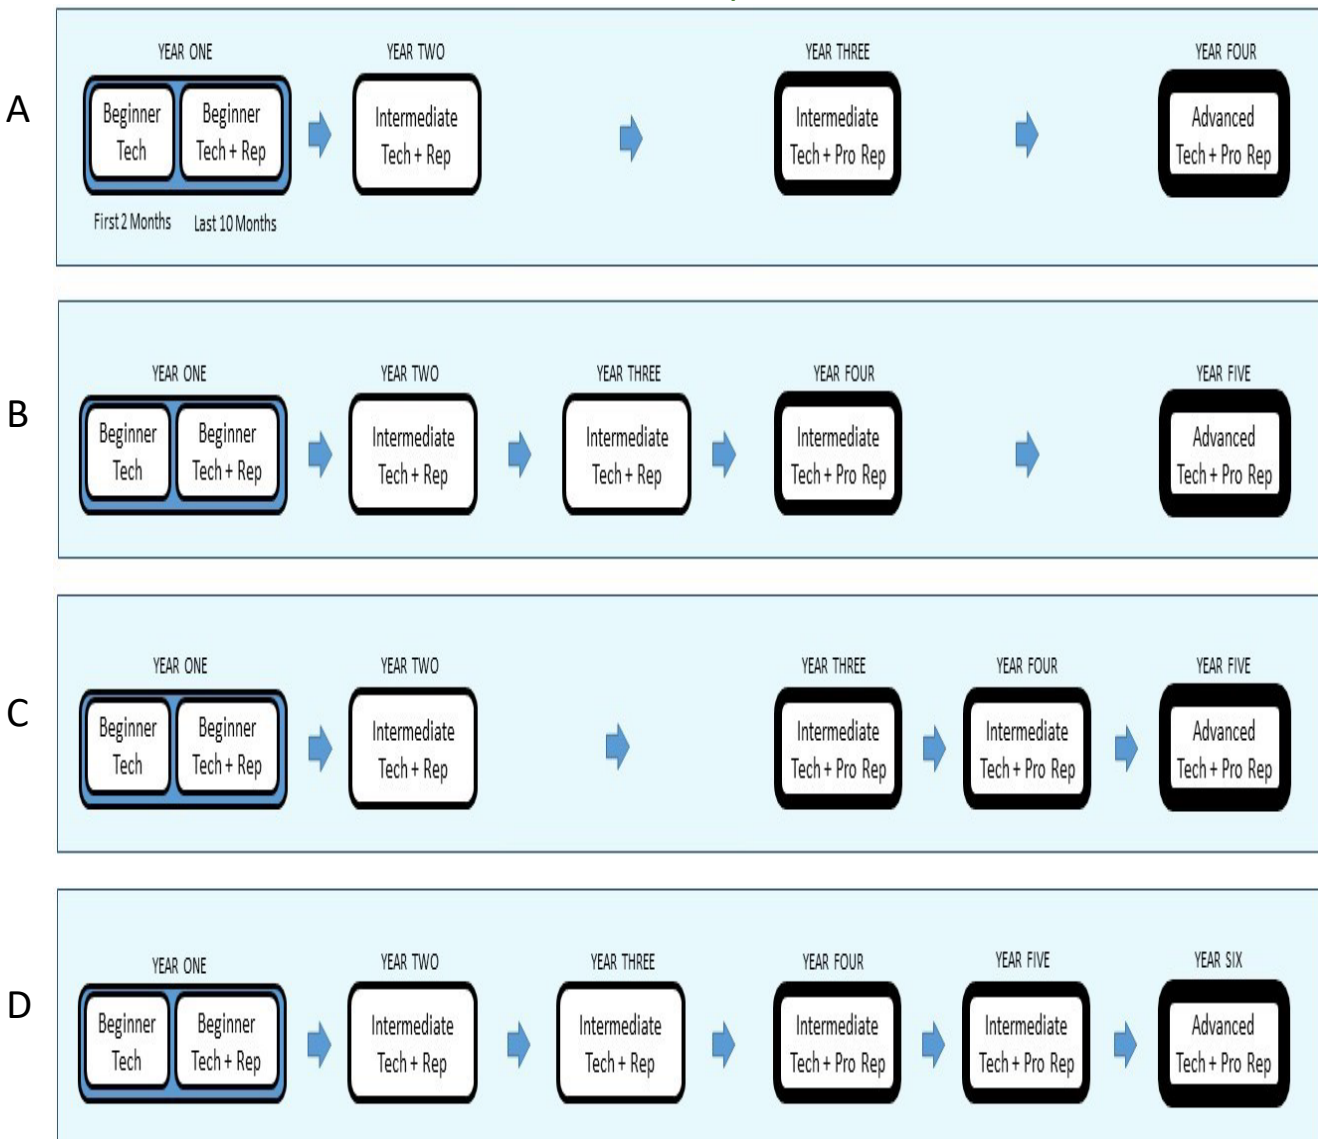 A
YEAR ONE
YEAR TWO
YEAR THREE
YEAR FOUR
Beginner
Tech
Beginner
Tech + Rep
Intermediate
Tech + Rep
Intermediate
Tech + Pro Rep
Advanced
Tech + Pro Rep
First 2 Months
Last 10 Months
B
YEAR ONE
YEAR TWO
YEAR THREE
YEAR FOUR
YEAR FIVE
Beginner
Tech
Beginner
Tech + Rep
Intermediate
Tech + Rep
Intermediate
Tech + Rep
Intermediate
Tech + Pro Rep
Advanced
Tech + Pro Rep
C
YEAR ONE
YEAR TWO
YEAR THREE
YEAR FOUR
YEAR FIVE
Beginner
Tech
Beginner
Tech + Rep
Intermediate
Tech + Rep
Intermediate
Tech + Pro Rep
Intermediate
Tech + Pro Rep
Advanced
Tech + Pro Rep
D
YEAR ONE
YEAR TWO
YEAR THREE
YEAR FOUR
YEAR FIVE
YEAR SIX
Beginner
Tech
Beginner
Tech + Rep
Intermediate
Tech + Rep
Intermediate
Tech + Rep
Intermediate
Tech + Pro Rep
Intermediate
Tech + Pro Rep
Advanced
Tech + Pro Rep